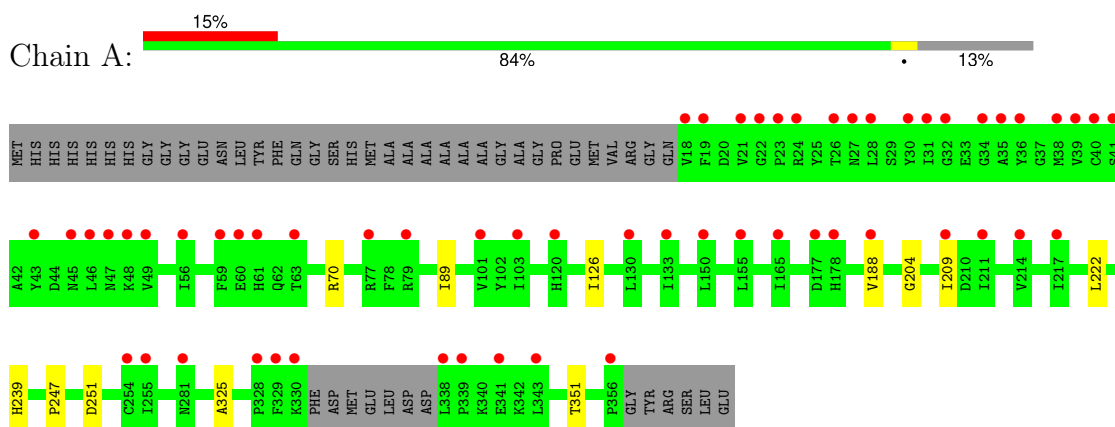 15%
Chain A:
84%
•
13%
MET HIS HIS HIS HIS HIS HIS GLY GLY GLY GLU ASN LEU TYR PHE GLN GLY SER HIS MET ALA ALA ALA ALA ALA ALA GLY ALA GLY PRO GLU MET VAL ARG GLY GLN V18 F19 D20 V21 G22 P23 R24 Y25 T26 N27 L28 S29 Y30 I31 G32 E33 G34 A35 Y36 G37 M38 V39 C40 S41
A42 Y43 D44 N45 L46 N47 K48 V49 I56 F59 E60 H61 Q62 T63 R70 R77 F78 R79 I89 V101 Y102 I103 H120 I126 L130 I133 L150 L155 I165 D177 H178 V188 G204 I209 D210 I211 V214 I217 L222
H239 P247 D251 C254 I255 N281 A325 P328 F329 K330 PHE ASP MET GLU LEU ASP ASP L338 P339 K340 E341 K342 L343 T351 P356 GLY TYR ARG SER LEU GLU